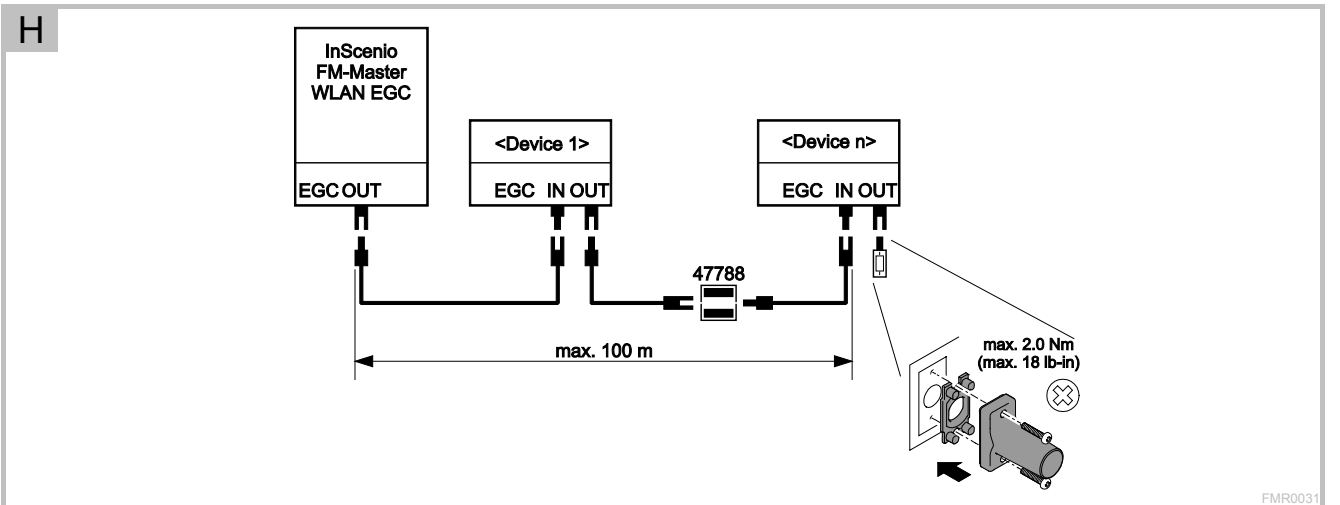 H
InScenio
FM-Master
WLAN EGC
EGC OUT
<Device 1>
EGC IN OUT
<Device n>
EGC IN OUT
47788
max. 100 m
max. 2.0 Nm
(max. 18 lb-in)
FMR0031